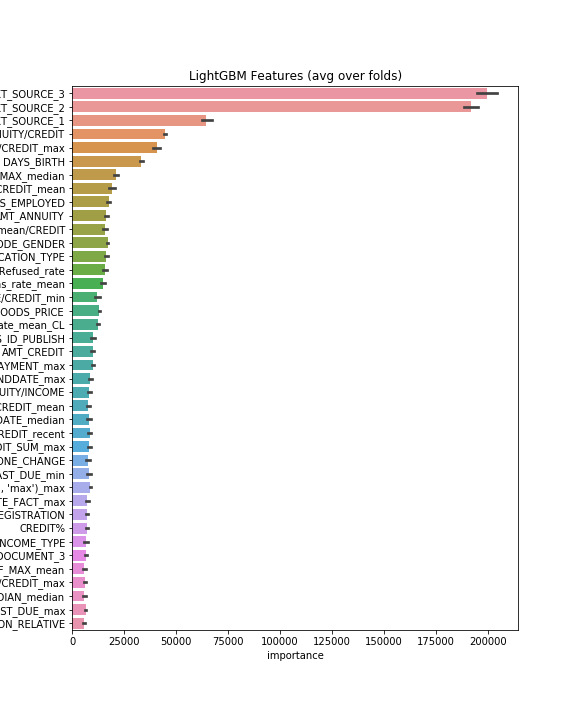 LightGBM Features (avg over folds)
T_SOURCE_3
T_SOURCE_2
T_SOURCE_1
UITY/CREDIT
/CREDIT_max
DAYS_BIRTH
MAX_median
CREDIT_mean
S_EMPLOYED
AMT_ANNUITY
mean/CREDIT
ODE_GENDER
CATION_TYPE
Refused_rate
s_rate_mean
E/CREDIT_min
OODS_PRICE
ate_mean_CL
S_ID_PUBLISH
AMT_CREDIT
AYMENT_max
NDDATE_max
UITY/INCOME
CREDIT_mean
DATE_median
REDIT_recent
DIT_SUM_max
ONE_CHANGE
AST_DUE_min
, 'max')_max
TE_FACT_max
EGISTRATION
CREDIT%
NCOME_TYPE
DOCUMENT_3
F_MAX_mean
/CREDIT_max
DIAN_median
ST_DUE_max
ON_RELATIVE
0 25000 50000 75000 100000 125000 150000 175000 200000
importance